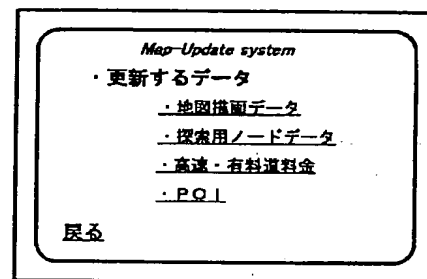 Map-Update system
・更新するデータ
・地図描画データ
・探索用ノードデータ
・高速・有料道料金
・POI
戻る